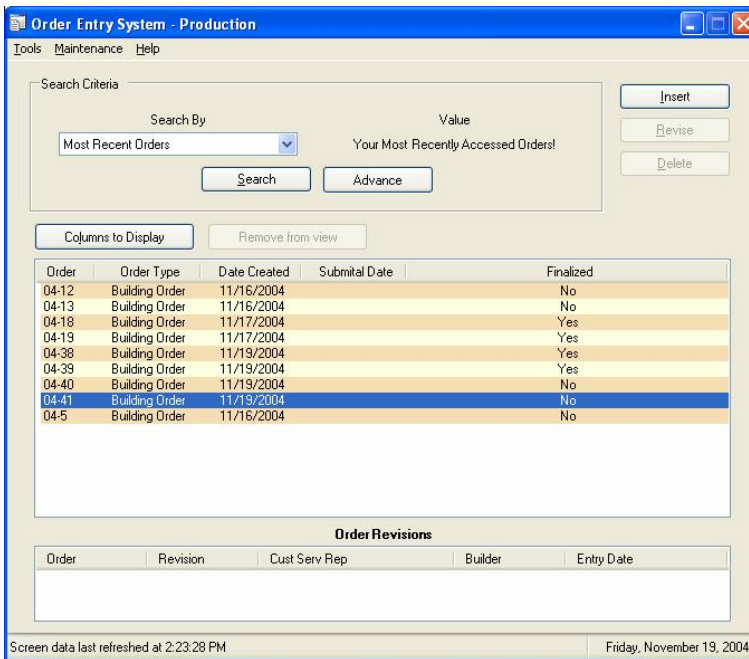 Order Entry System - Production
Tools Maintenance Help
Search Criteria
Search By Value
Most Recent Orders Your Most Recently Accessed Orders!
Search Advance
Insert
Revise
Delete
Columns to Display Remove from view
Order Order Type Date Created Submital Date Finalized
04-12 Building Order 11/16/2004 No
04-13 Building Order 11/16/2004 No
04-18 Building Order 11/17/2004 Yes
04-19 Building Order 11/17/2004 Yes
04-38 Building Order 11/19/2004 Yes
04-39 Building Order 11/19/2004 Yes
04-40 Building Order 11/19/2004 No
04-41 Building Order 11/19/2004 No
04-5 Building Order 11/16/2004 No
Order Revisions
Order Revision Cust Serv Rep Builder Entry Date
Screen data last refreshed at 2:23:28 PM Friday, November 19, 2004